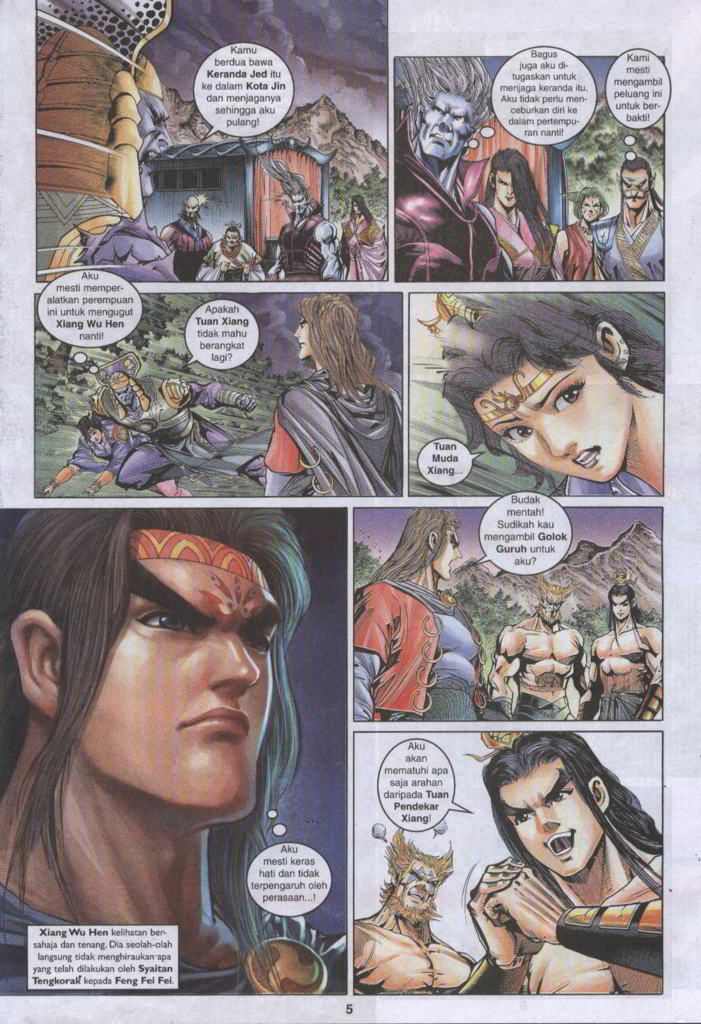 Kamu
berdua bawa
Keranda Jed itu
ke dalam Kota Jin
dan menjaganya
sehingga aku
pulang!
Bagus
juga aku di-
tugaskan untuk
menjaga keranda itu.
Aku tidak perlu men-
ceburkan diri ke
dalam pertempu-
ran nanti!
Kami
mesti
mengambil
peluang ini
untuk ber-
bakti!
Aku
mesti memper-
alatkan perempuan
ini untuk mengugut
Xiang Wu Hen
nanti!
Apakah
Tuan Xiang
tidak mahu
berangkat
lagi?
Tuan
Muda
Xiang...
Aku
mesti keras
hati dan tidak
terpengaruh oleh
perasaan...!
Xiang Wu Hen kelihatan ber-
sahaja dan tenang. Dia seolah-olah
langsung tidak menghiraukan apa
yang telah dilakukan oleh Syaitan
Tengkorak kepada Feng Fei Fei.
Budak
mentah!
Sudikah kau
mengambil Golok
Guruh untuk
aku?
Aku
akan
mematuhi apa
saja arahan
daripada Tuan
Pendekar
Xiang!
5